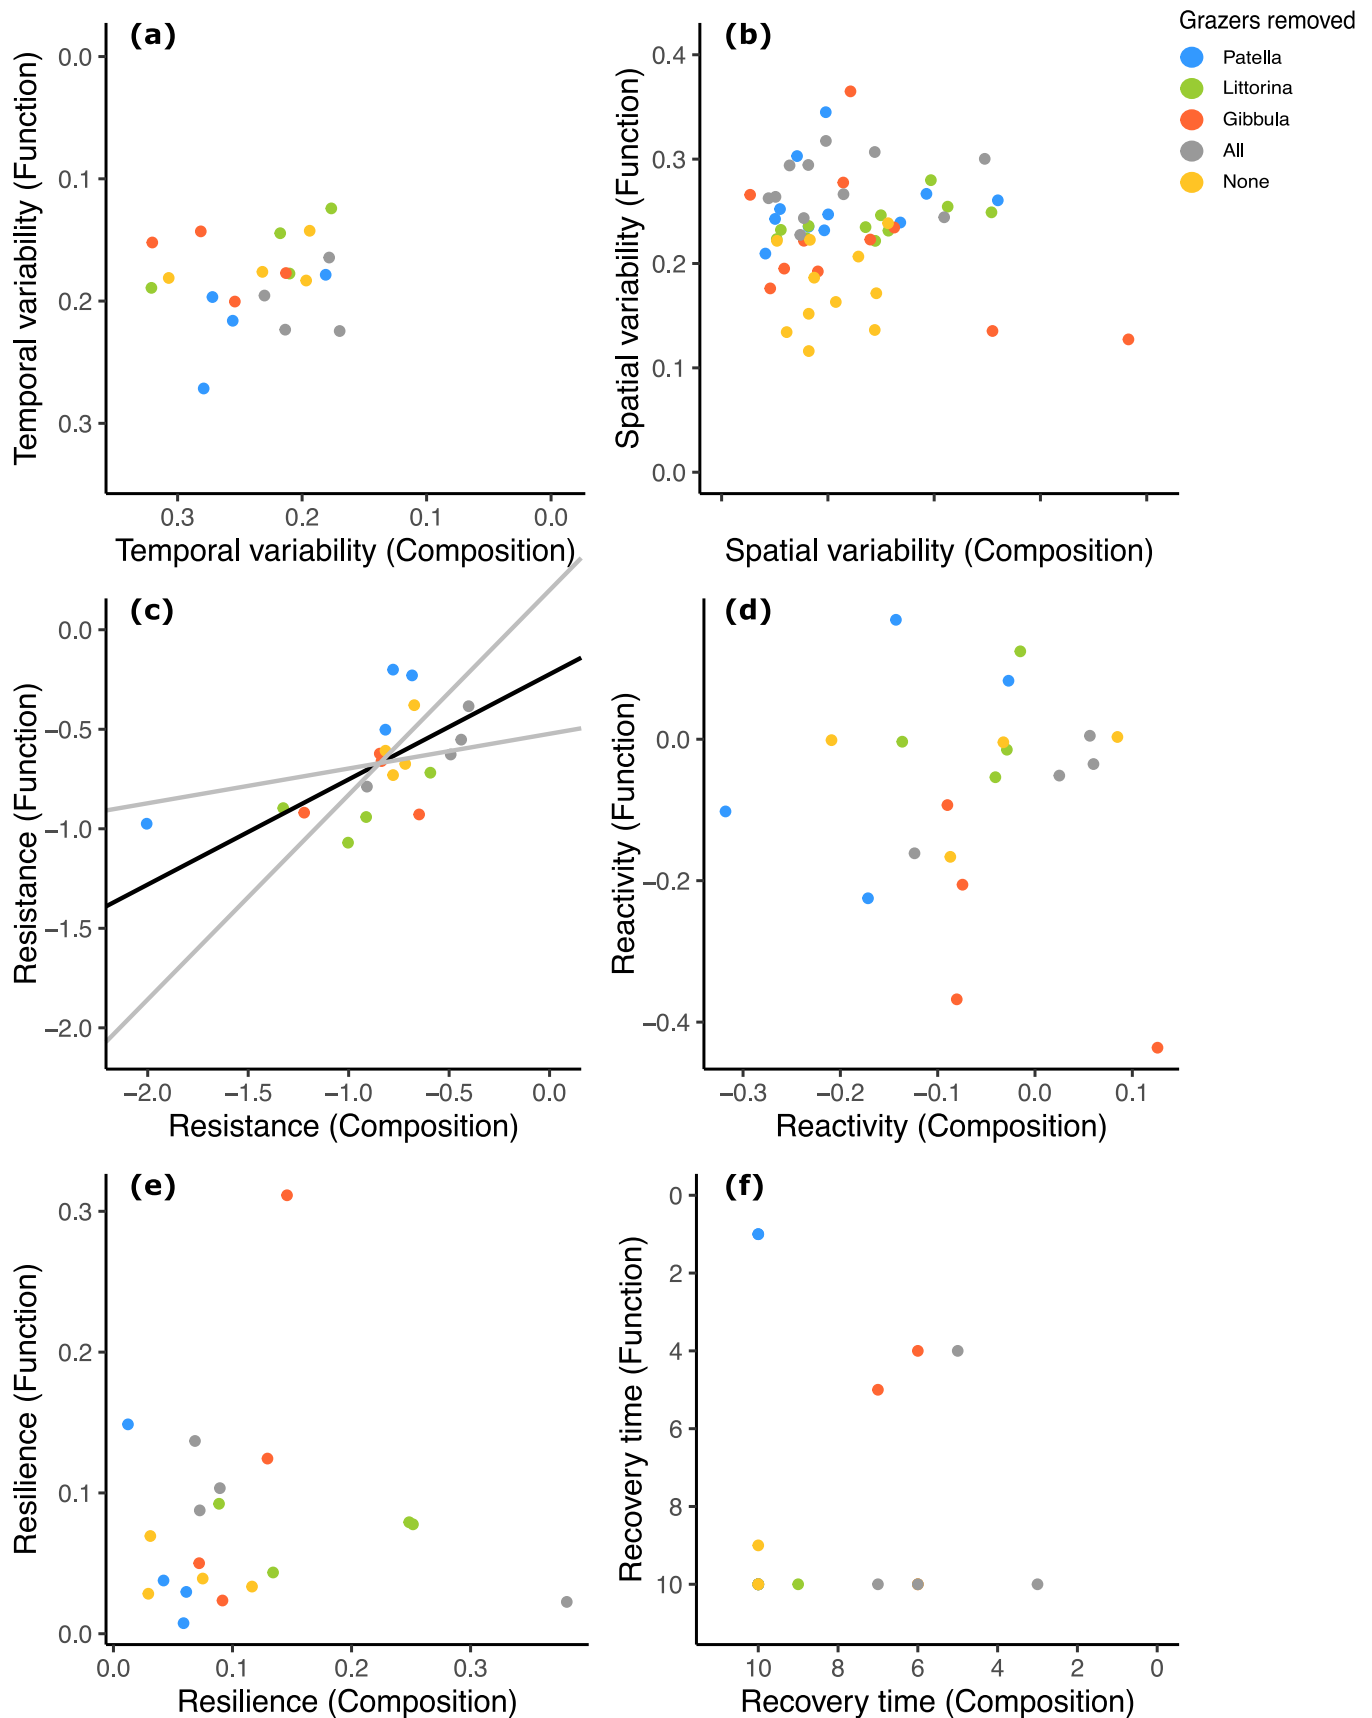 Grazers removed
Patella
Littorina
Gibbula
All
None
(a)
0.0
0.1
0.2
0.3
Temporal variability (Function)
0.3 0.2 0.1 0.0
Temporal variability (Composition)
(b)
0.4
0.3
0.2
0.1
0.0
Spatial variability (Function)
Spatial variability (Composition)
(c)
0.0
−0.5
−1.0
−1.5
−2.0
Resistance (Function)
−2.0 −1.0 −0.5 0.0
Resistance (Composition)
(d)
0.0
−0.2
−0.4
Reactivity (Function)
−0.3 −0.2 −0.1 0.0 0.1
Reactivity (Composition)
(e)
0.3
0.2
0.1
0.0
Resilience (Function)
0.0 0.1 0.2 0.3
Resilience (Composition)
(f)
0
2
4
6
8
10
Recovery time (Function)
10 8 6 4 2 0
Recovery time (Composition)